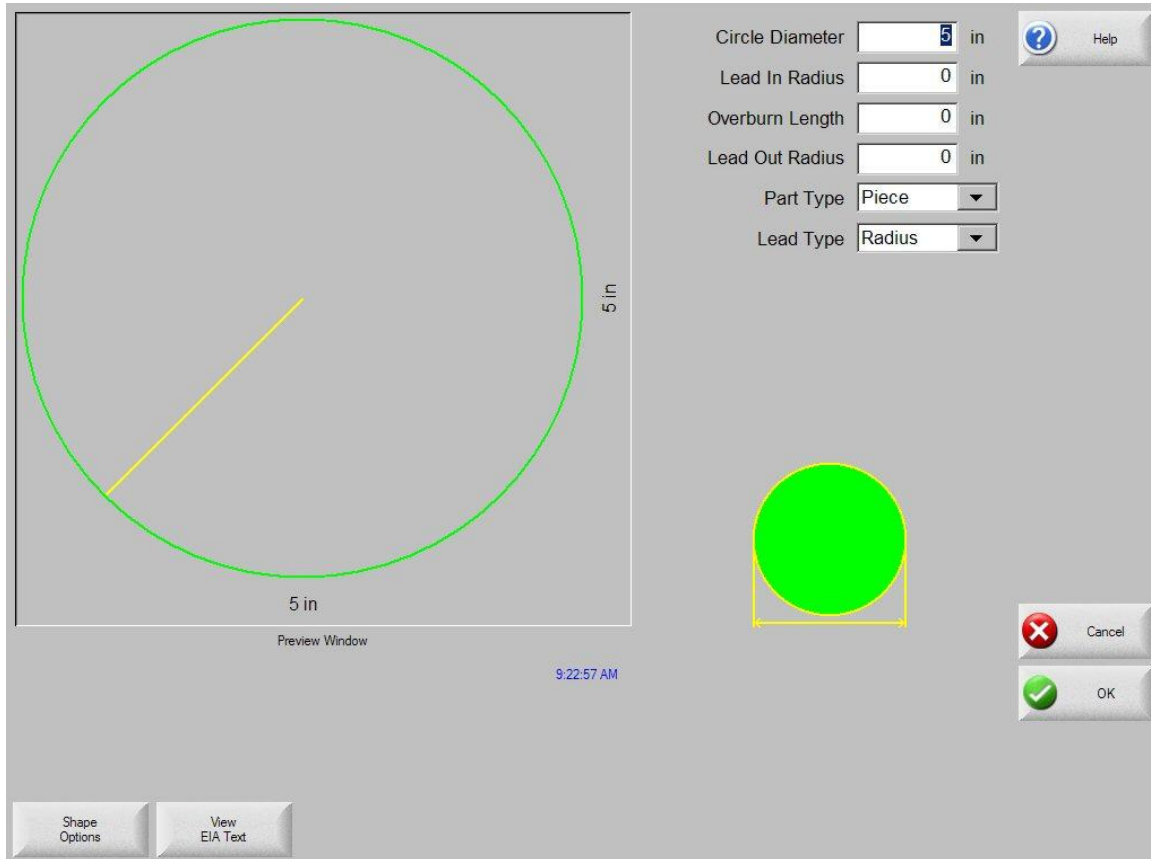 Circle Diameter 5 in
Help
Lead In Radius 0 in
Overburn Length 0 in
Lead Out Radius 0 in
Part Type Piece
Lead Type Radius
5 in
5 in
Preview Window
Cancel
9:22:57 AM
OK
Shape
Options
View
EIA Text